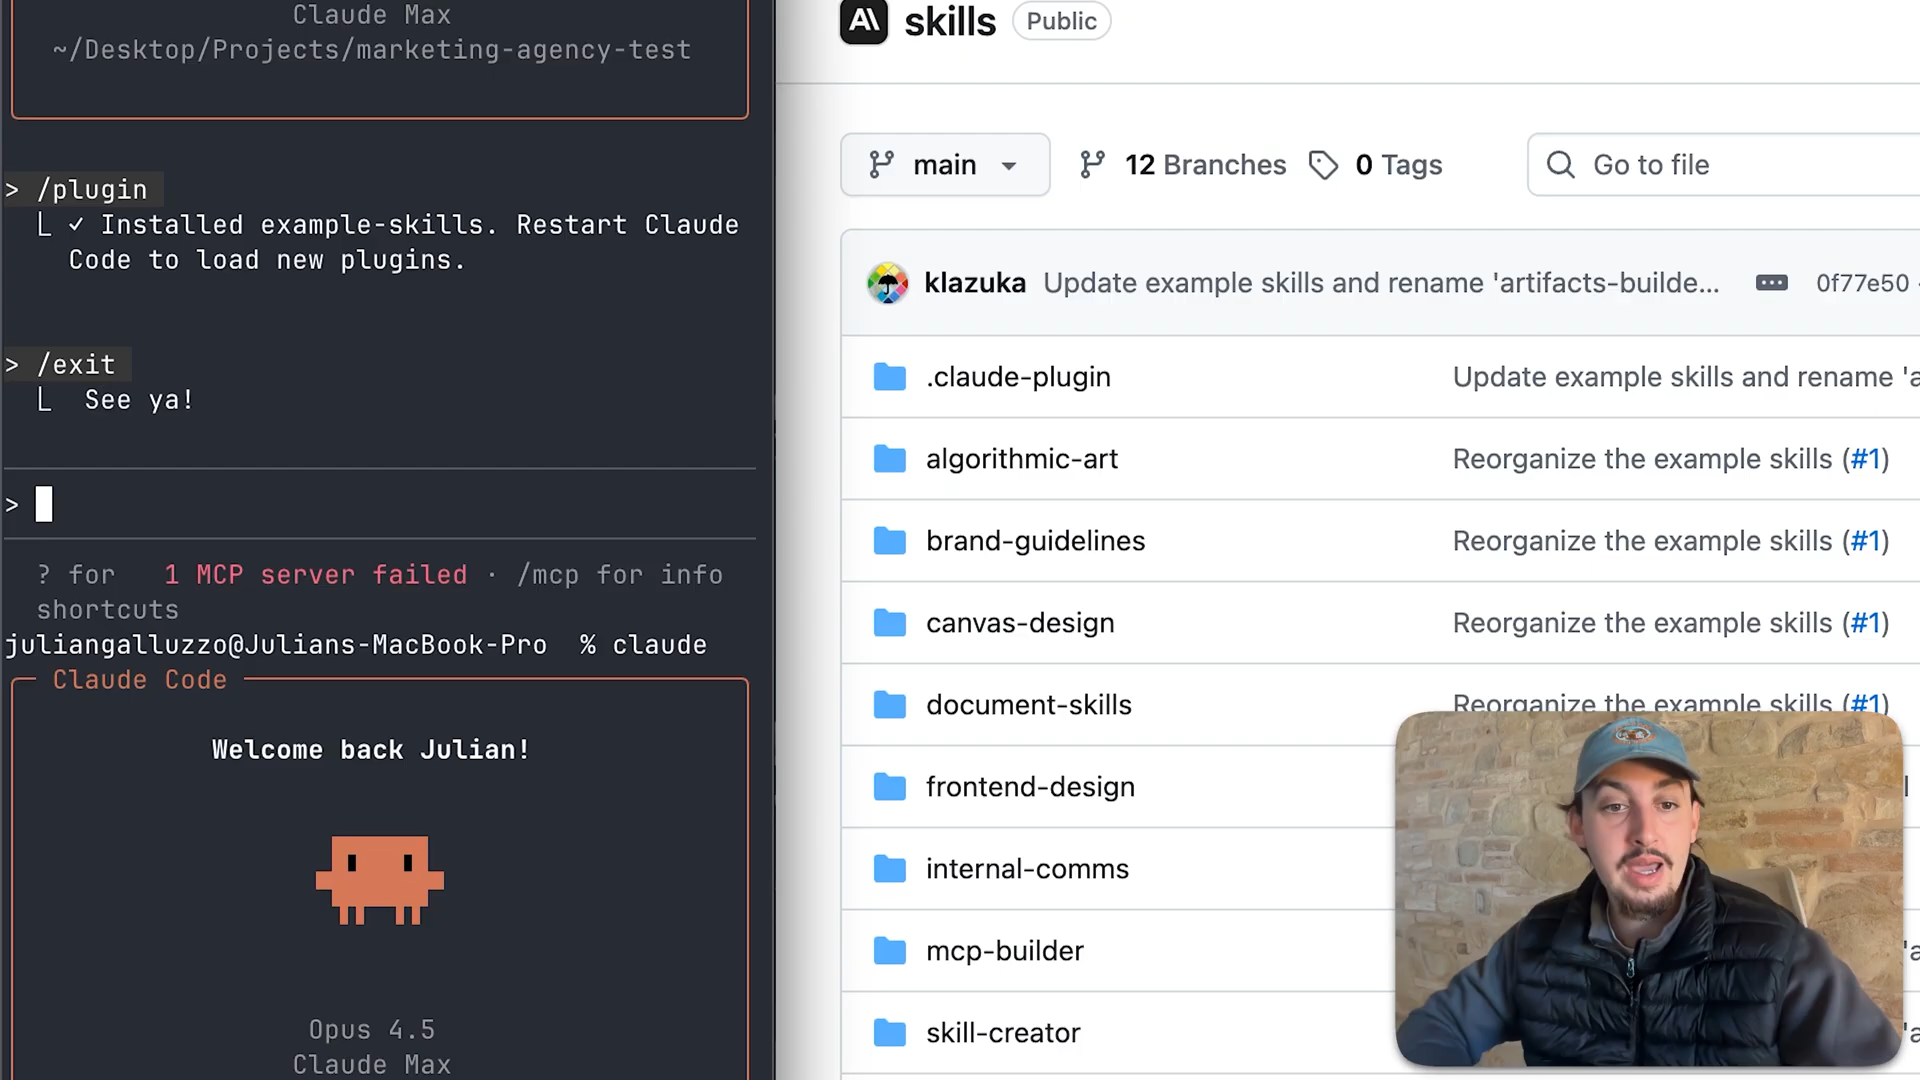 Claude Max
~/Desktop/Projects/marketing-agency-test
> /plugin
⎿ ✓ Installed example-skills. Restart Claude
Code to load new plugins.
> /exit
⎿ See ya!
>
? for 1 MCP server failed · /mcp for info
shortcuts
juliangalluzzo@Julians-MacBook-Pro % claude
Claude Code
Welcome back Julian!
Opus 4.5
Claude Max
A\ skills Public
main 12 Branches 0 Tags Go to file
klazuka Update example skills and rename 'artifacts-builde... 0f77e50
.claude-plugin Update example skills and rename 'a
algorithmic-art Reorganize the example skills (#1)
brand-guidelines Reorganize the example skills (#1)
canvas-design Reorganize the example skills (#1)
document-skills Reorganize the example skills (#1)
frontend-design
internal-comms
mcp-builder 'a
skill-creator 'a